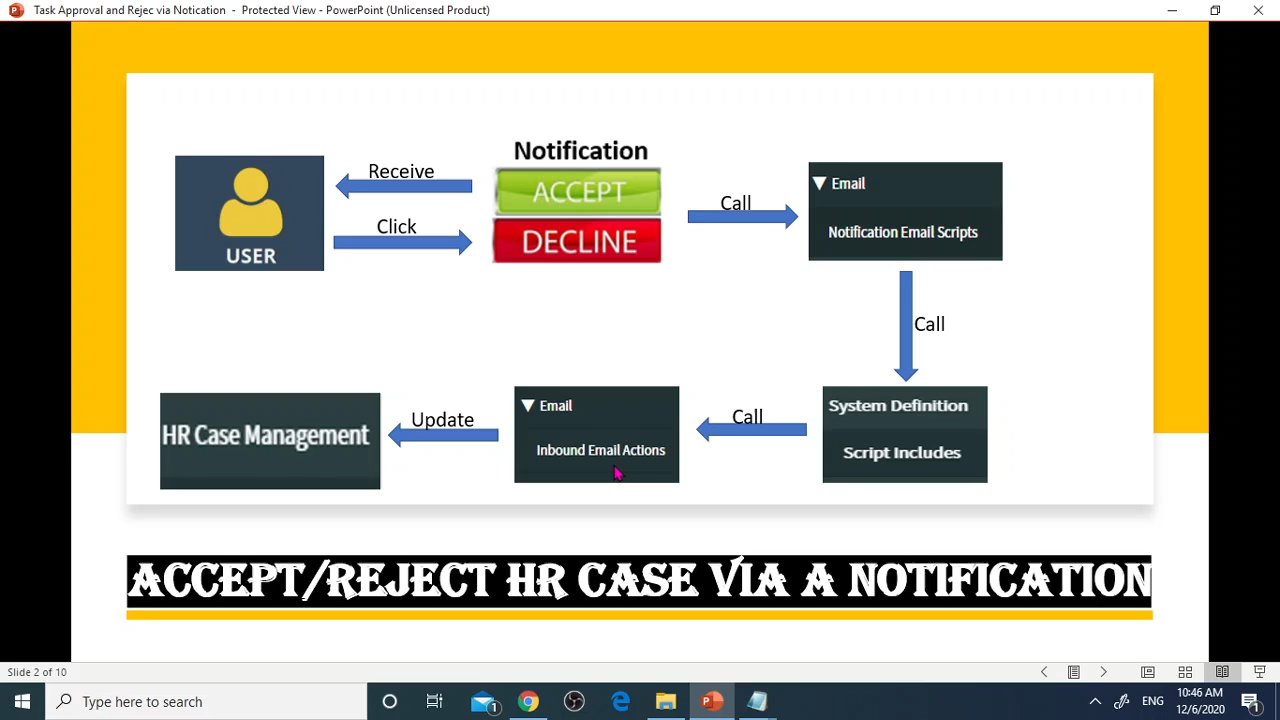 Task Approval and Rejec via Notication - Protected View - PowerPoint (Unlicensed Product)
Notification
Receive
ACCEPT
Call
Email
Click
DECLINE
Notification Email Scripts
USER
Call
HR Case Management
Update
Email
Inbound Email Actions
Call
System Definition
Script Includes
ACCEPT/REJECT HR CASE VIA A NOTIFICATION
Slide 2 of 10
Type here to search
1
ENG
10:46 AM
12/6/2020
1